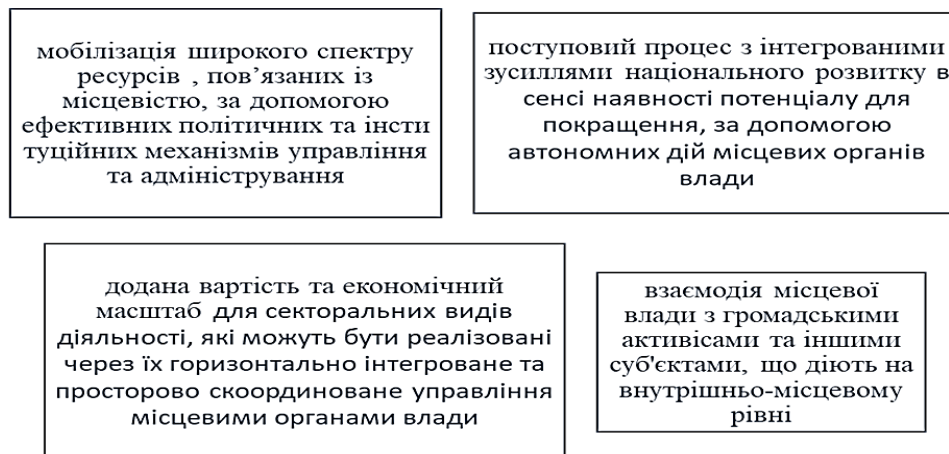 мобілізація широкого спектру
ресурсів , пов’язаних із
місцевістю, за допомогою
ефективних політичних та інсти
туційних механізмів управління
та адміністрування
поступовий процес з інтегрованими
зусиллями національного розвитку в
сенсі наявності потенціалу для
покращення, за допомогою
автономних дій місцевих органів
влади
додана вартість та економічний
масштаб для секторальних видів
діяльності, які можуть бути реалізовані
через їх горизонтально інтегроване та
просторово скоординоване управління
місцевими органами влади
взаємодія місцевої
влади з громадськими
активісами та іншими
суб'єктами, що діють на
внутрішньо-місцевому
рівні